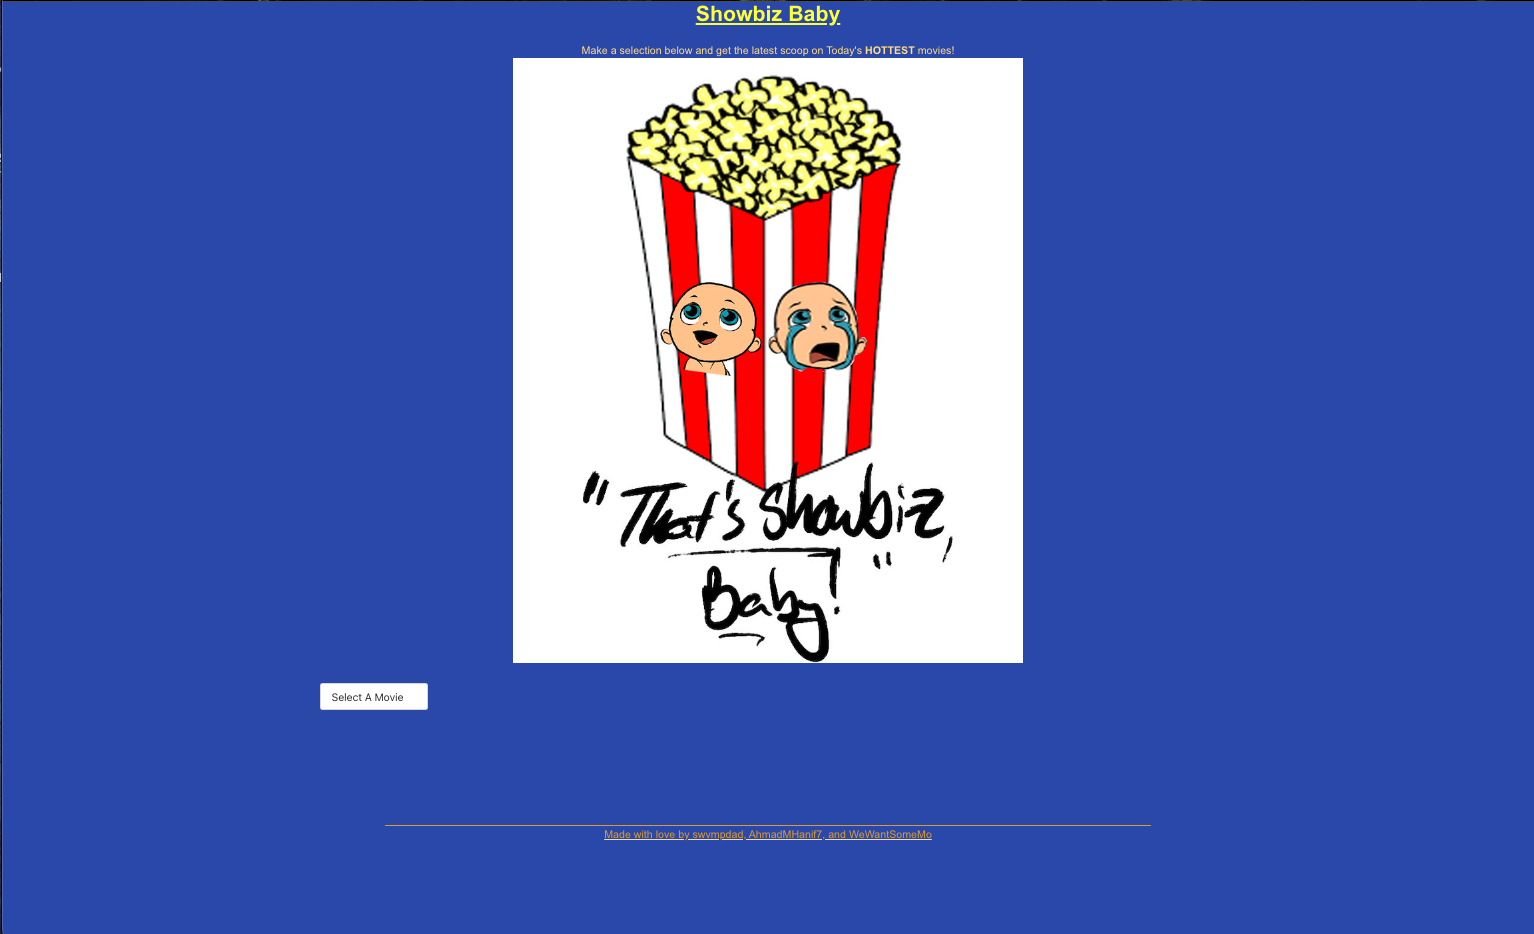 Showbiz Baby
Make a selection below and get the latest scoop on Today's HOTTEST movies!
"That's showbiz,
Baby!"
Select A Movie
Made with love by swvmpdad, AhmadMHanif7, and WeWantSomeMo